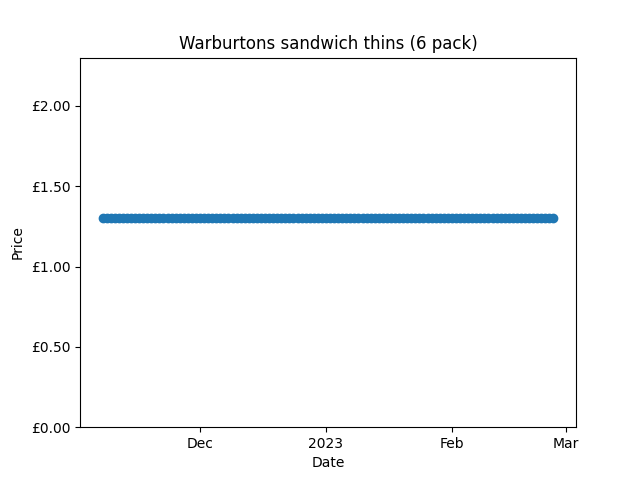 Warburtons sandwich thins (6 pack)
£2.00
£1.50
£1.00
£0.50
£0.00
Price
Dec 2023 Feb Mar
Date